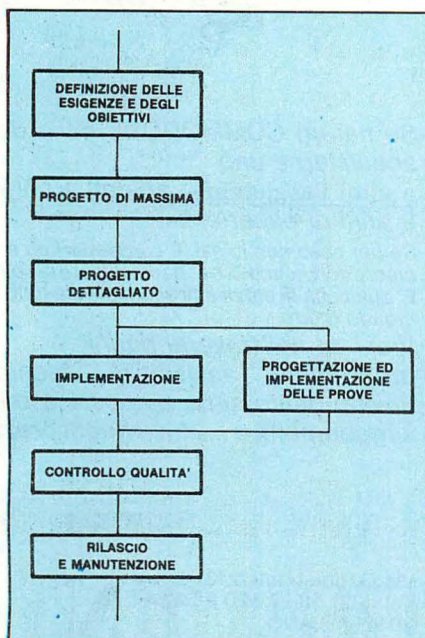 DEFINIZIONE DELLE
ESIGENZE E DEGLI
OBIETTIVI
PROGETTO DI MASSIMA
PROGETTO
DETTAGLIATO
IMPLEMENTAZIONE
PROGETTAZIONE ED
IMPLEMENTAZIONE
DELLE PROVE
CONTROLLO QUALITA'
RILASCIO
E MANUTENZIONE